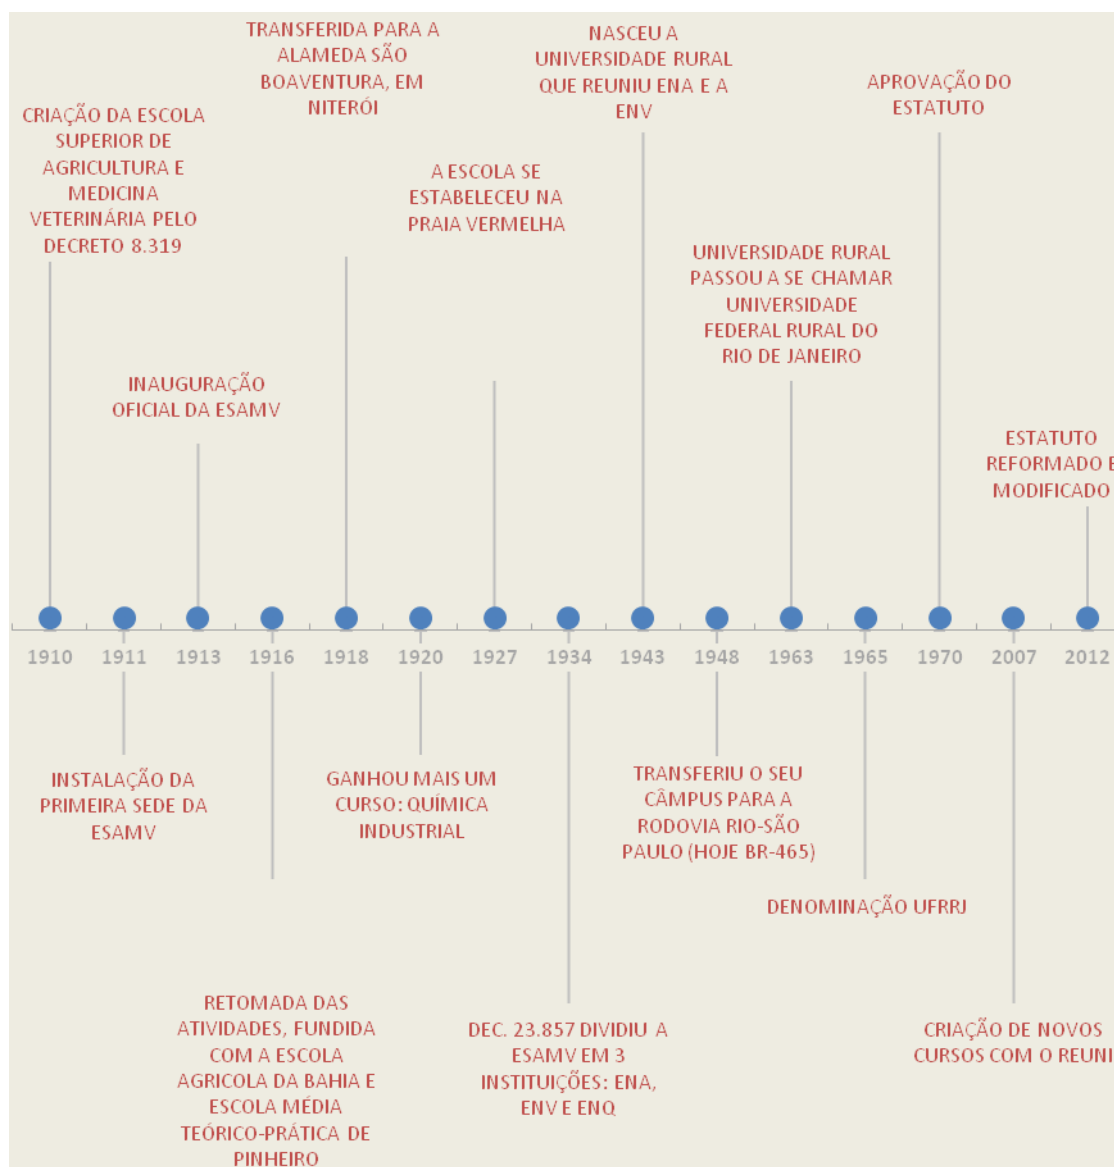 TRANSFERIDA PARA A
ALAMEDA SÃO
BOAVENTURA, EM
NITERÓI
NASCEU A
UNIVERSIDADE RURAL
QUE REUNIU ENA E A
ENV
APROVAÇÃO DO
ESTATUTO
CRIAÇÃO DA ESCOLA
SUPERIOR DE
AGRICULTURA E
MEDICINA
VETERINÁRIA PELO
DECRETO 8.319
A ESCOLA SE
ESTABELECEU NA
PRAIA VERMELHA
UNIVERSIDADE RURAL
PASSOU A SE CHAMAR
UNIVERSIDADE
FEDERAL RURAL DO
RIO DE JANEIRO
INAUGURAÇÃO
OFICIAL DA ESAMV
ESTATUTO
REFORMADO E
MODIFICADO
1910 1911 1913 1916 1918 1920 1927 1934 1943 1948 1963 1965 1970 2007 2012
INSTALAÇÃO DA
PRIMEIRA SEDE DA
ESAMV
GANHOU MAIS UM
CURSO: QUÍMICA
INDUSTRIAL
TRANSFERIU O SEU
CÂMPUS PARA A
RODOVIA RIO-SÃO
PAULO (HOJE BR-465)
DENOMINAÇÃO UFRRJ
RETOMADA DAS
ATIVIDADES, FUNDIDA
COM A ESCOLA
AGRICOLA DA BAHIA E
ESCOLA MÉDIA
TEÓRICO-PRÁTICA DE
PINHEIRO
DEC. 23.857 DIVIDIU A
ESAMV EM 3
INSTITUIÇÕES: ENA,
ENV E ENQ
CRIAÇÃO DE NOVOS
CURSOS COM O REUNI